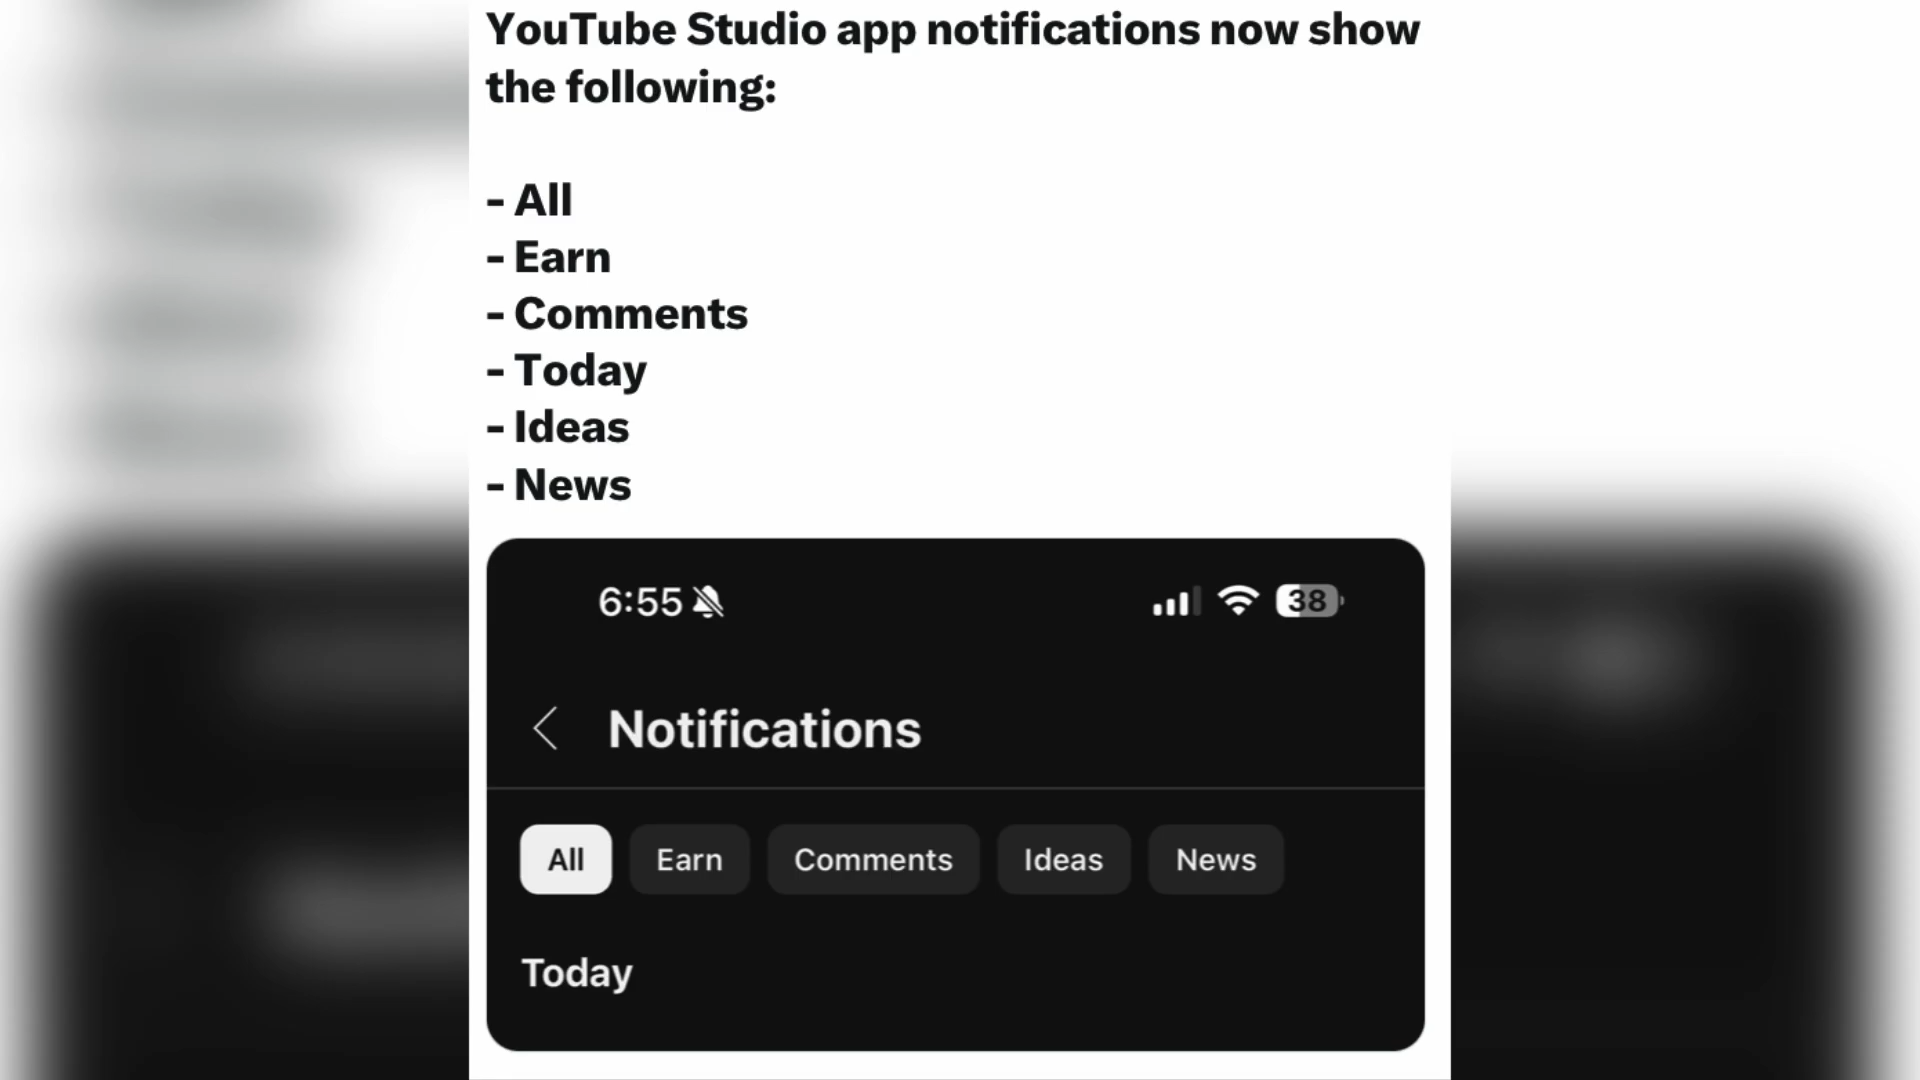 YouTube Studio app notifications now show
the following:
- All
- Earn
- Comments
- Today
- Ideas
- News
6:55 38
Notifications
All Earn Comments Ideas News
Today